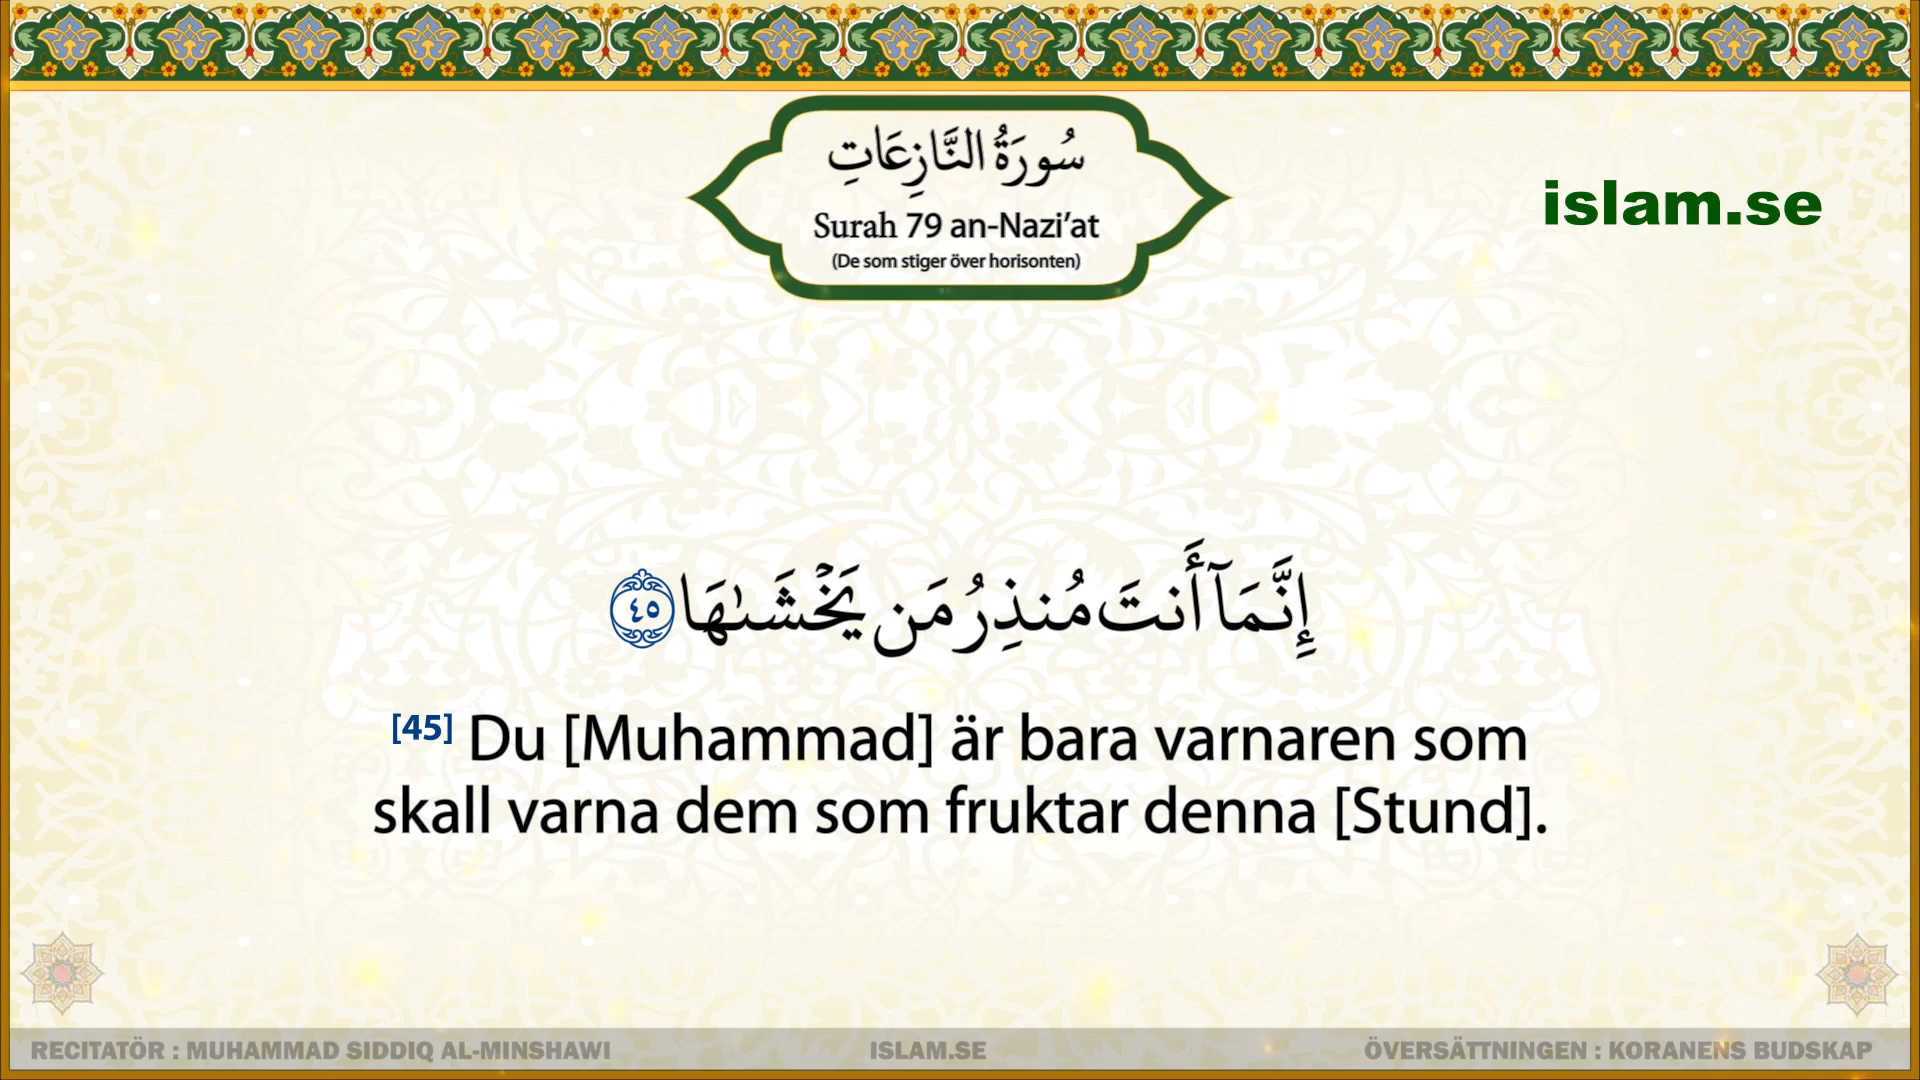 سُورَةُ النَّازِعَاتِ
Surah 79 an-Nazi’at
(De som stiger över horisonten)
islam.se
إِنَّمَآ أَنتَ مُنذِرُ مَن يَخْشَىٰهَا ٤٥
[45] Du [Muhammad] är bara varnaren som
skall varna dem som fruktar denna [Stund].
RECITATÖR : MUHAMMAD SIDDIQ AL-MINSHAWI
ISLAM.SE
ÖVERSÄTTNINGEN : KORANENS BUDSKAP